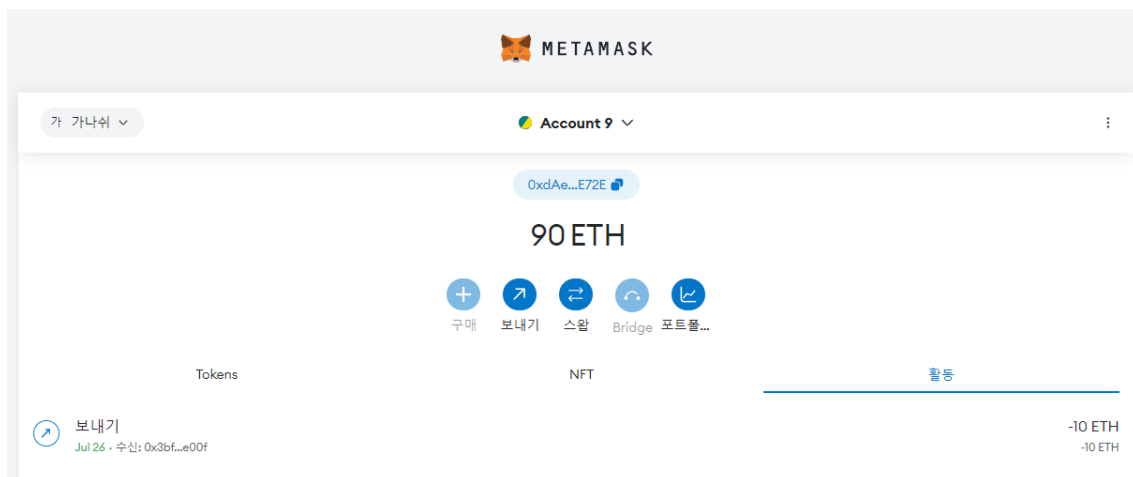 METAMASK
가 가나쉬
Account 9
0xdAe...E72E
90 ETH
구매 보내기 스왑 Bridge 포트폴...
Tokens NFT 활동
보내기 -10 ETH
Jul 26 · 수신: 0x3bf...e00f -10 ETH